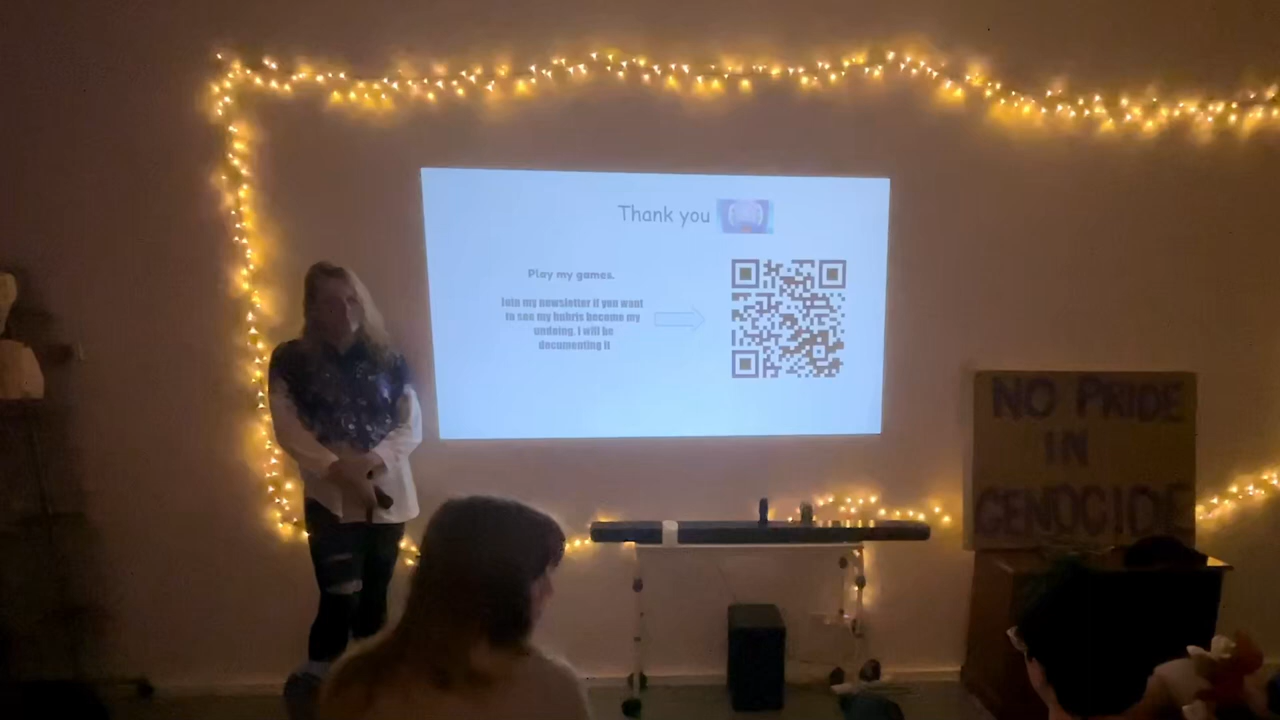 Thank you
Play my games.
Join my newsletter if you want
to see my hubris become my
undoing. I will be
documenting it
NO PRIDE
IN
GENOCIDE